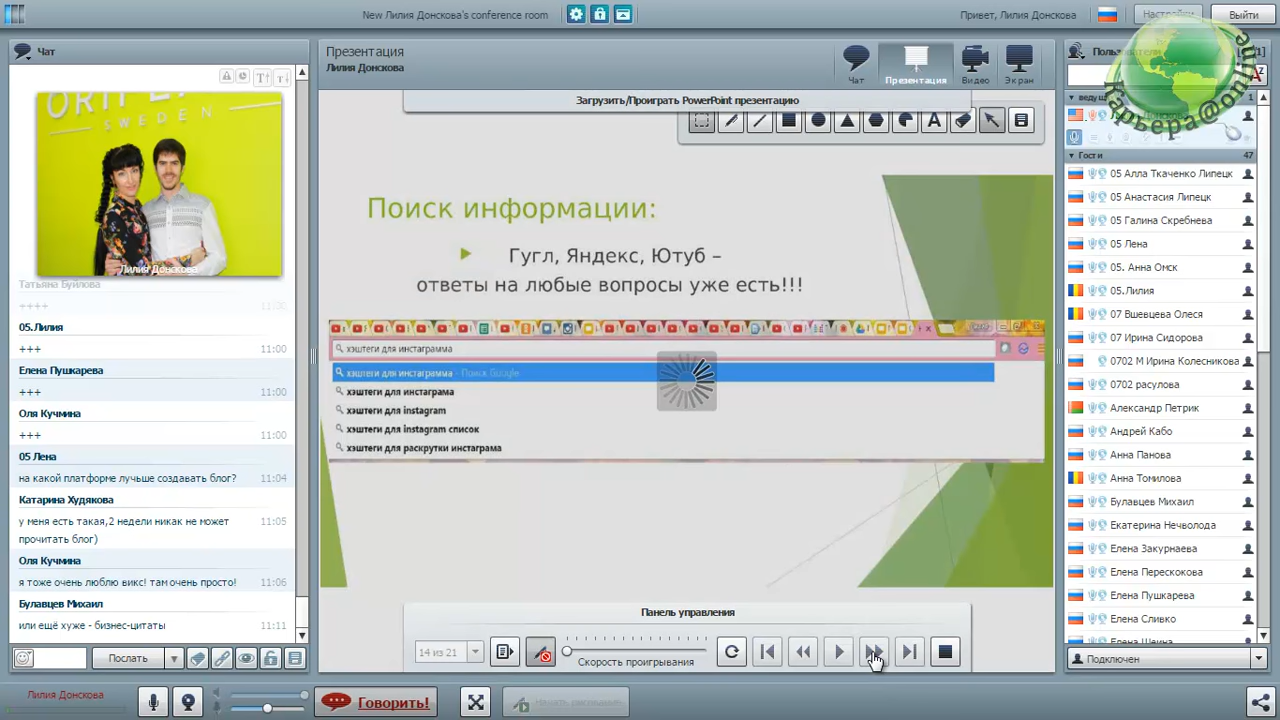 New Лилия Донскова's conference room
Привет, Лилия Донскова
Настройки
Выйти
Чат
SWEDEN
Лилия Донскова
Татьяна Буйлова
++++ 11:00
05.Лилия
+++ 11:00
Елена Пушкарева
+++ 11:00
Оля Кучмина
+++ 11:00
05 Лена
на какой платформе лучьше создавать блог? 11:04
Катарина Худякова
у меня есть такая,2 недели никак не может 11:05
прочитать блог)
Оля Кучмина
я тоже очень люблю викс! там очень просто! 11:06
Булавцев Михаил
или ещё хуже - бизнес-цитаты 11:11
Послать
Презентация
Лилия Донскова
Чат
Презентация
Видео
Экран
Загрузить/Проиграть PowerPoint презентацию
Поиск информации:
Гугл, Яндекс, Ютуб –
ответы на любые вопросы уже есть!!!
хэштеги для инстаграмма
хэштеги для инстаграмма - Поиск Google
хэштеги для инстаграма
хэштеги для instagram
хэштеги для instagram список
хэштеги для раскрутки инстаграма
Панель управления
14 из 21
Скорость проигрывания
карьера@online
[1]
1
Гости 47
05 Алла Ткаченко Липецк
05 Анастасия Липецк
05 Галина Скребнева
05 Лена
05. Анна Омск
05.Лилия
07 Вшевцева Олеся
07 Ирина Сидорова
0702 М Ирина Колесникова
0702 расулова
Александр Петрик
Андрей Кабо
Анна Панова
Анна Томилова
Булавцев Михаил
Екатерина Нечволода
Елена Закурнаева
Елена Перескокова
Елена Пушкарева
Елена Сливко
Подключен
Лилия Донскова
Говорить!